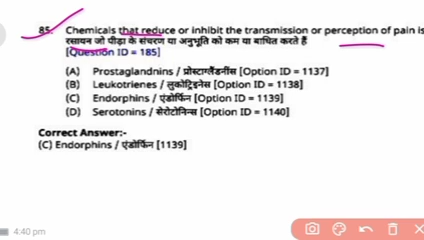 85. Chemicals that reduce or inhibit the transmission or perception of pain is
रसायन जो पीड़ा के संचरण या अनुभूति को कम या बाधित करते हैं
[Question ID = 185]
(A) Prostaglandnins / प्रोस्टाग्लैंडनींस [Option ID = 1137]
(B) Leukotrienes / लुकोट्रिइनेस [Option ID = 1138]
(C) Endorphins / एंडोर्फिन [Option ID = 1139]
(D) Serotonins / सेरोटोनिन्स [Option ID = 1140]
Correct Answer:-
(C) Endorphins / एंडोर्फिन [1139]
4:40 pm